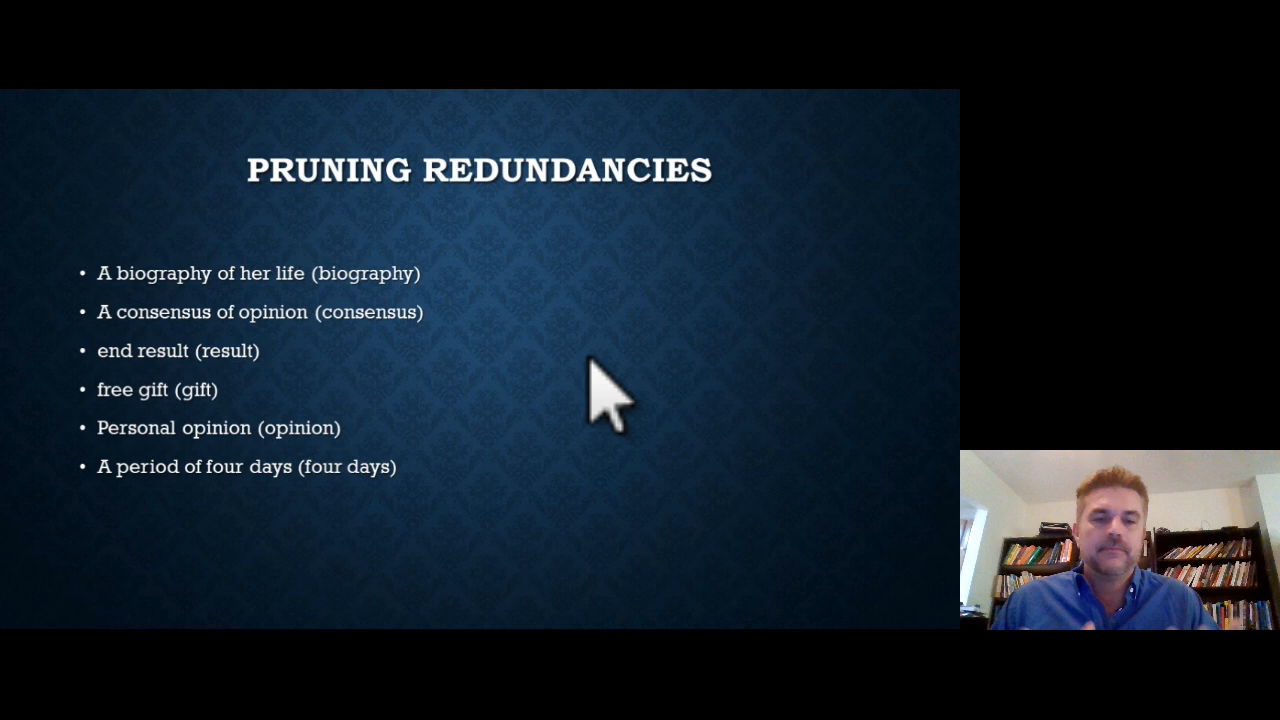 PRUNING REDUNDANCIES
• A biography of her life (biography)
• A consensus of opinion (consensus)
• end result (result)
• free gift (gift)
• Personal opinion (opinion)
• A period of four days (four days)